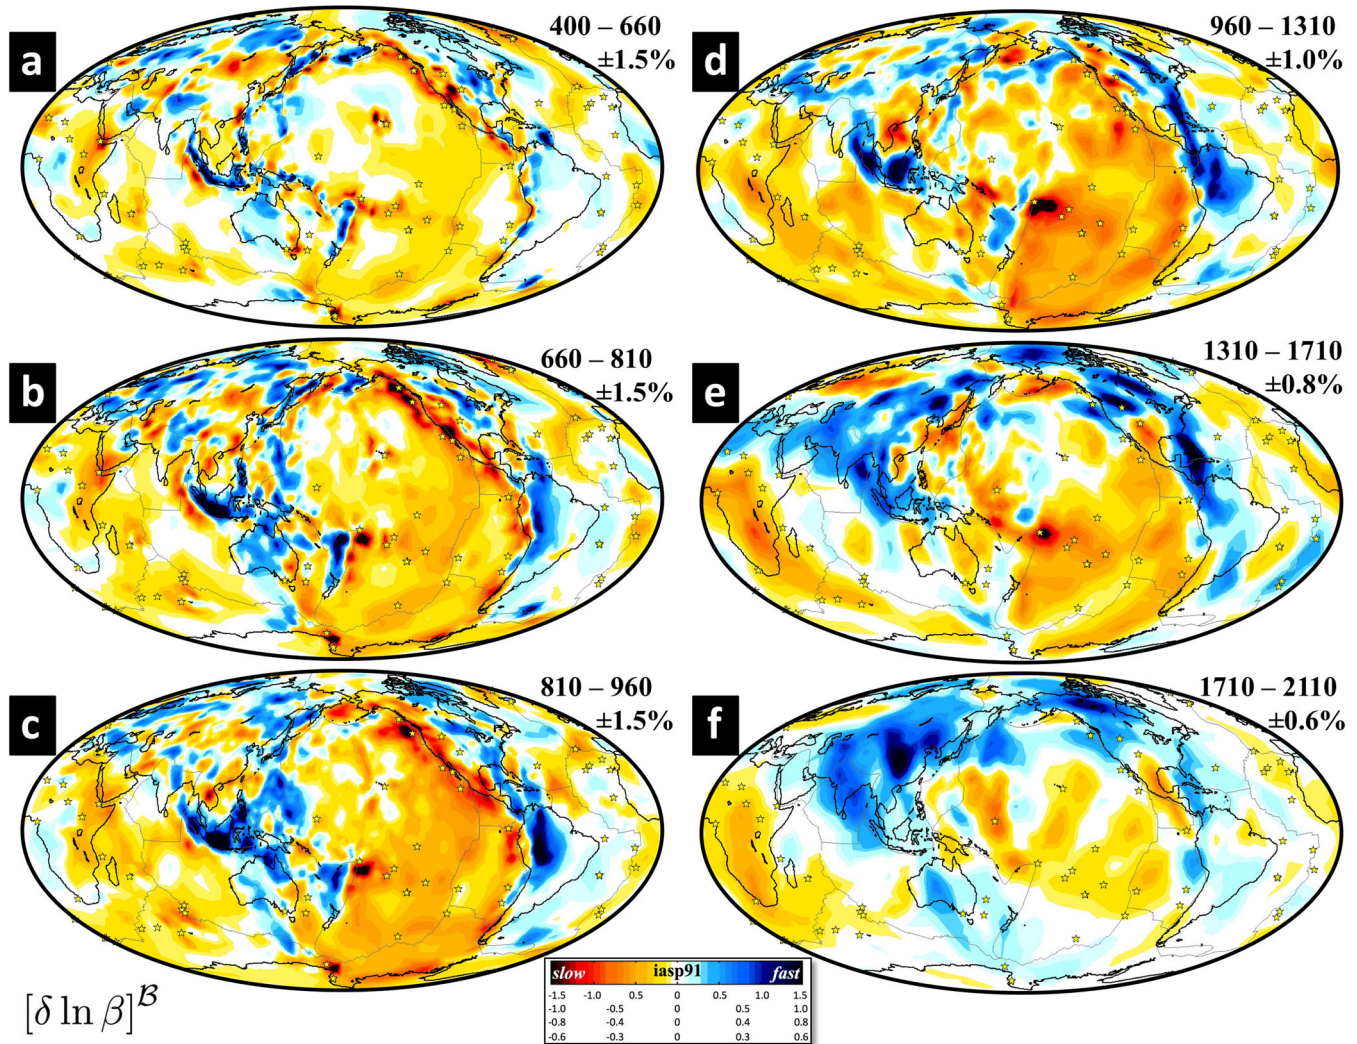 a
400 – 660
±1.5%
b
660 – 810
±1.5%
c
810 – 960
±1.5%
d
960 – 1310
±1.0%
e
1310 – 1710
±0.8%
f
1710 – 2110
±0.6%
[δ ln β]^ℬ
slow iasp91 fast
-1.5 -1.0 -0.5 0 0.5 1.0 1.5
-1.0 -0.5 0 0.5 1.0
-0.8 -0.4 0 0.4 0.8
-0.6 -0.3 0 0.3 0.6